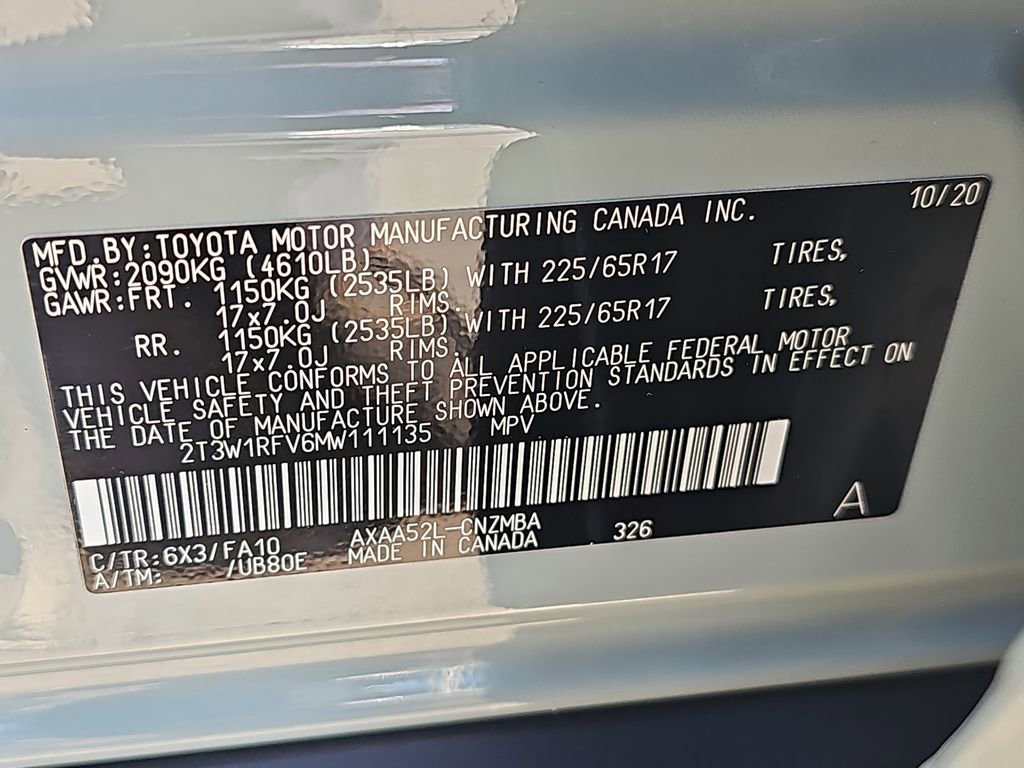 10/20
MFD.BY:TOYOTA MOTOR MANUFACTURING CANADA INC.
GVWR:2090KG (4610LB)
GAWR:FRT. 1150KG (2535LB) WITH 225/65R17 TIRES,
17x7.0J RIMS.
RR. 1150KG (2535LB) WITH 225/65R17 TIRES,
17x7.0J RIMS.
THIS VEHICLE CONFORMS TO ALL APPLICABLE FEDERAL MOTOR
VEHICLE SAFETY AND THEFT PREVENTION STANDARDS IN EFFECT ON
THE DATE OF MANUFACTURE SHOWN ABOVE.
2T3W1RFV6MW111135 MPV
C/TR:6X3/FA10 AXAA52L-CNZMBA 326
A/TM: /UB80E MADE IN CANADA
A